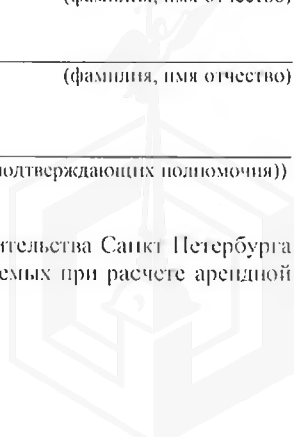 (фамилия, имя отчество)
(фамилия, имя отчество)
подтверждающих полномочия))
ительства Санкт Петербурга
емых при расчете арендной